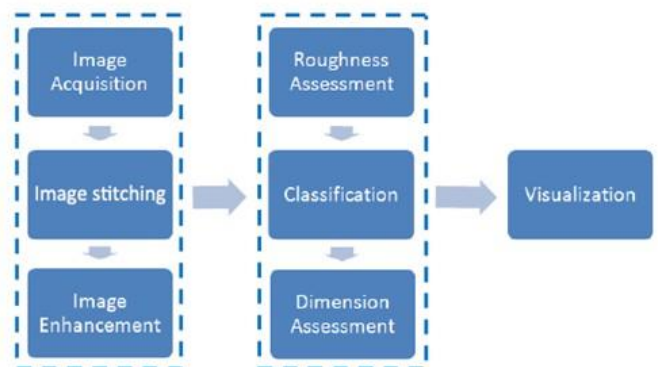 Image
Acquisition
Image stitching
Image
Enhancement
Roughness
Assessment
Classification
Dimension
Assessment
Visualization